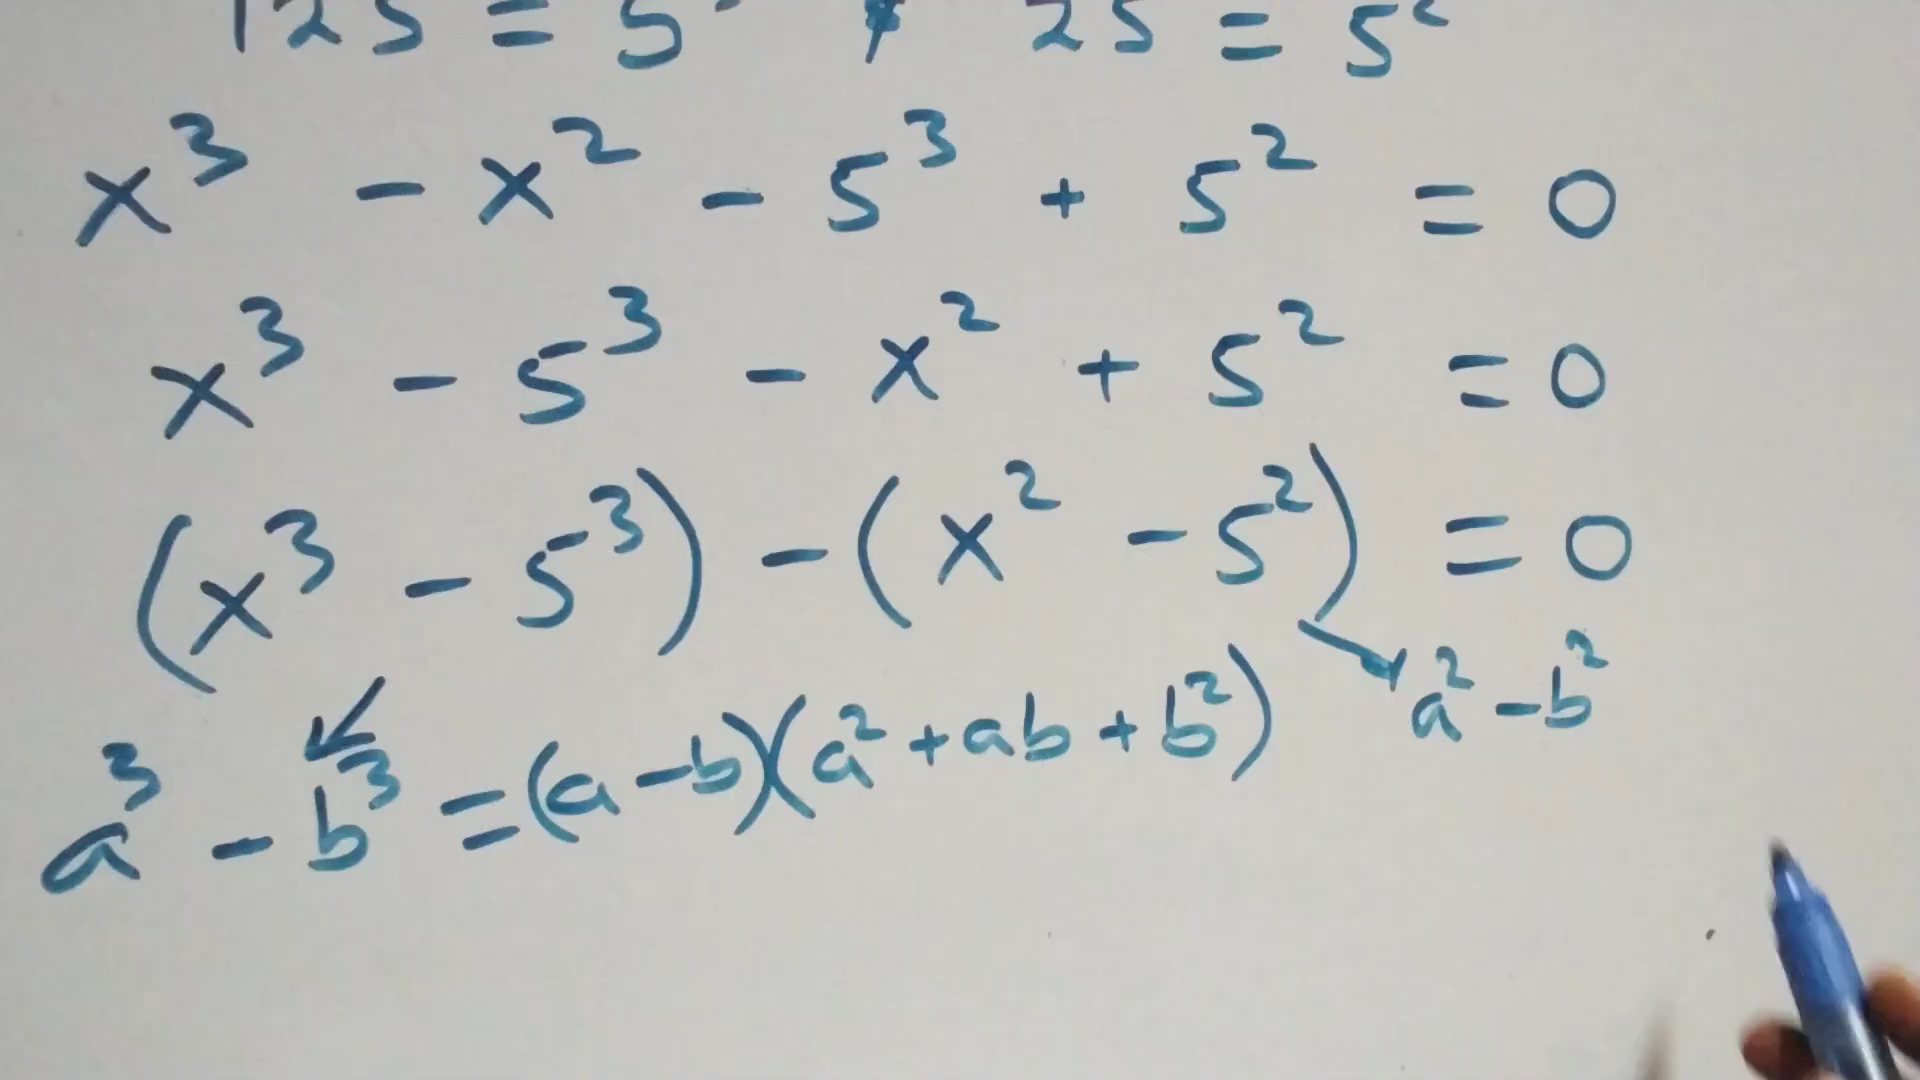 125 = 5³ & 25 = 5²
x³ - x² - 5³ + 5² = 0
x³ - 5³ - x² + 5² = 0
(x³ - 5³) - (x² - 5²) = 0
a² - b²
a³ - b³ = (a - b)(a² + ab + b²)